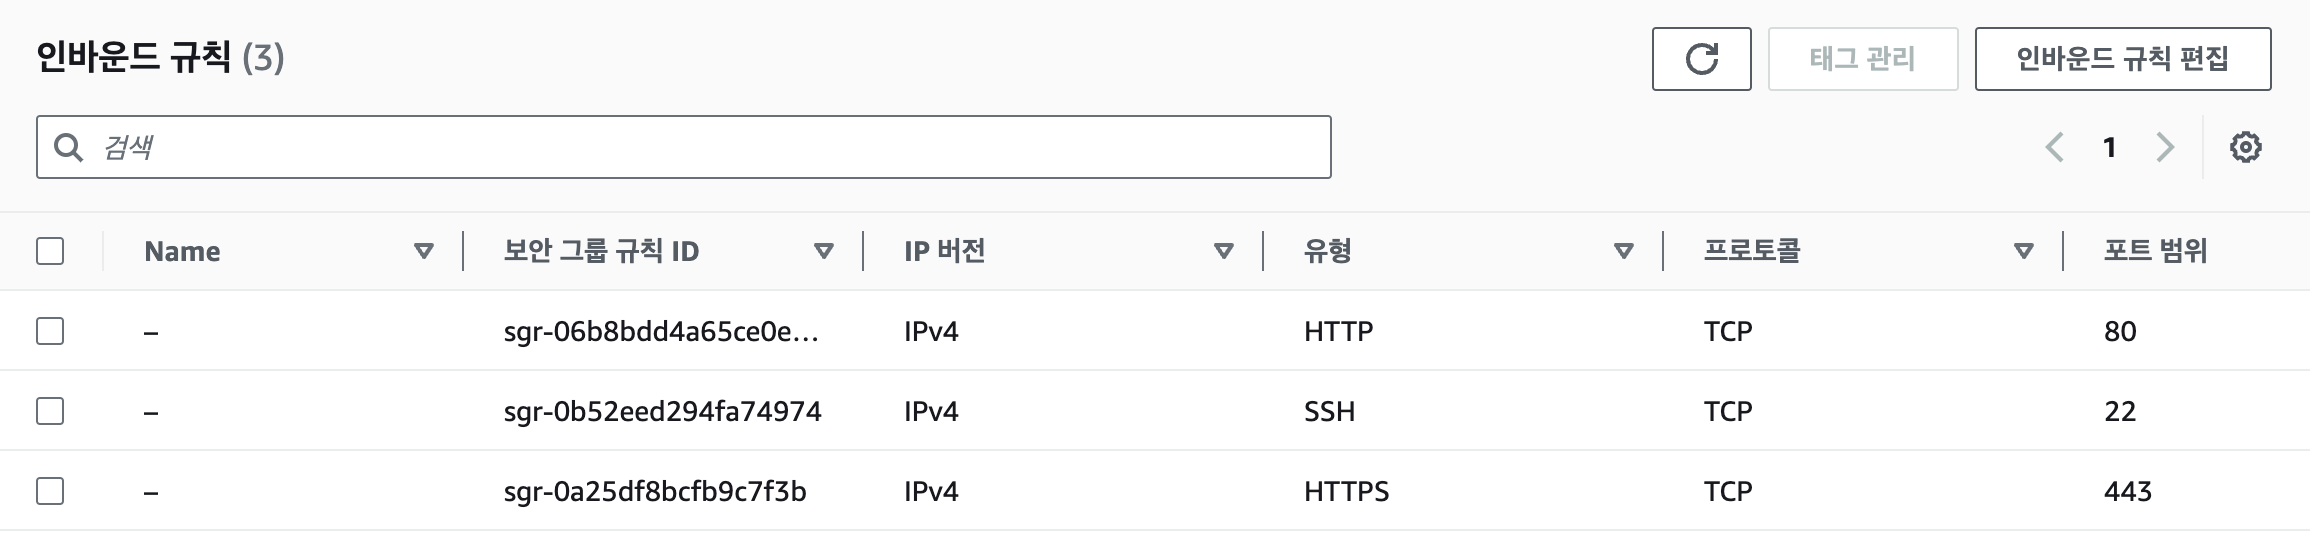 인바운드 규칙 (3)
태그 관리
인바운드 규칙 편집
검색
1
Name 보안 그룹 규칙 ID IP 버전 유형 프로토콜 포트 범위
– sgr-06b8bdd4a65ce0e... IPv4 HTTP TCP 80
– sgr-0b52eed294fa74974 IPv4 SSH TCP 22
– sgr-0a25df8bcfb9c7f3b IPv4 HTTPS TCP 443